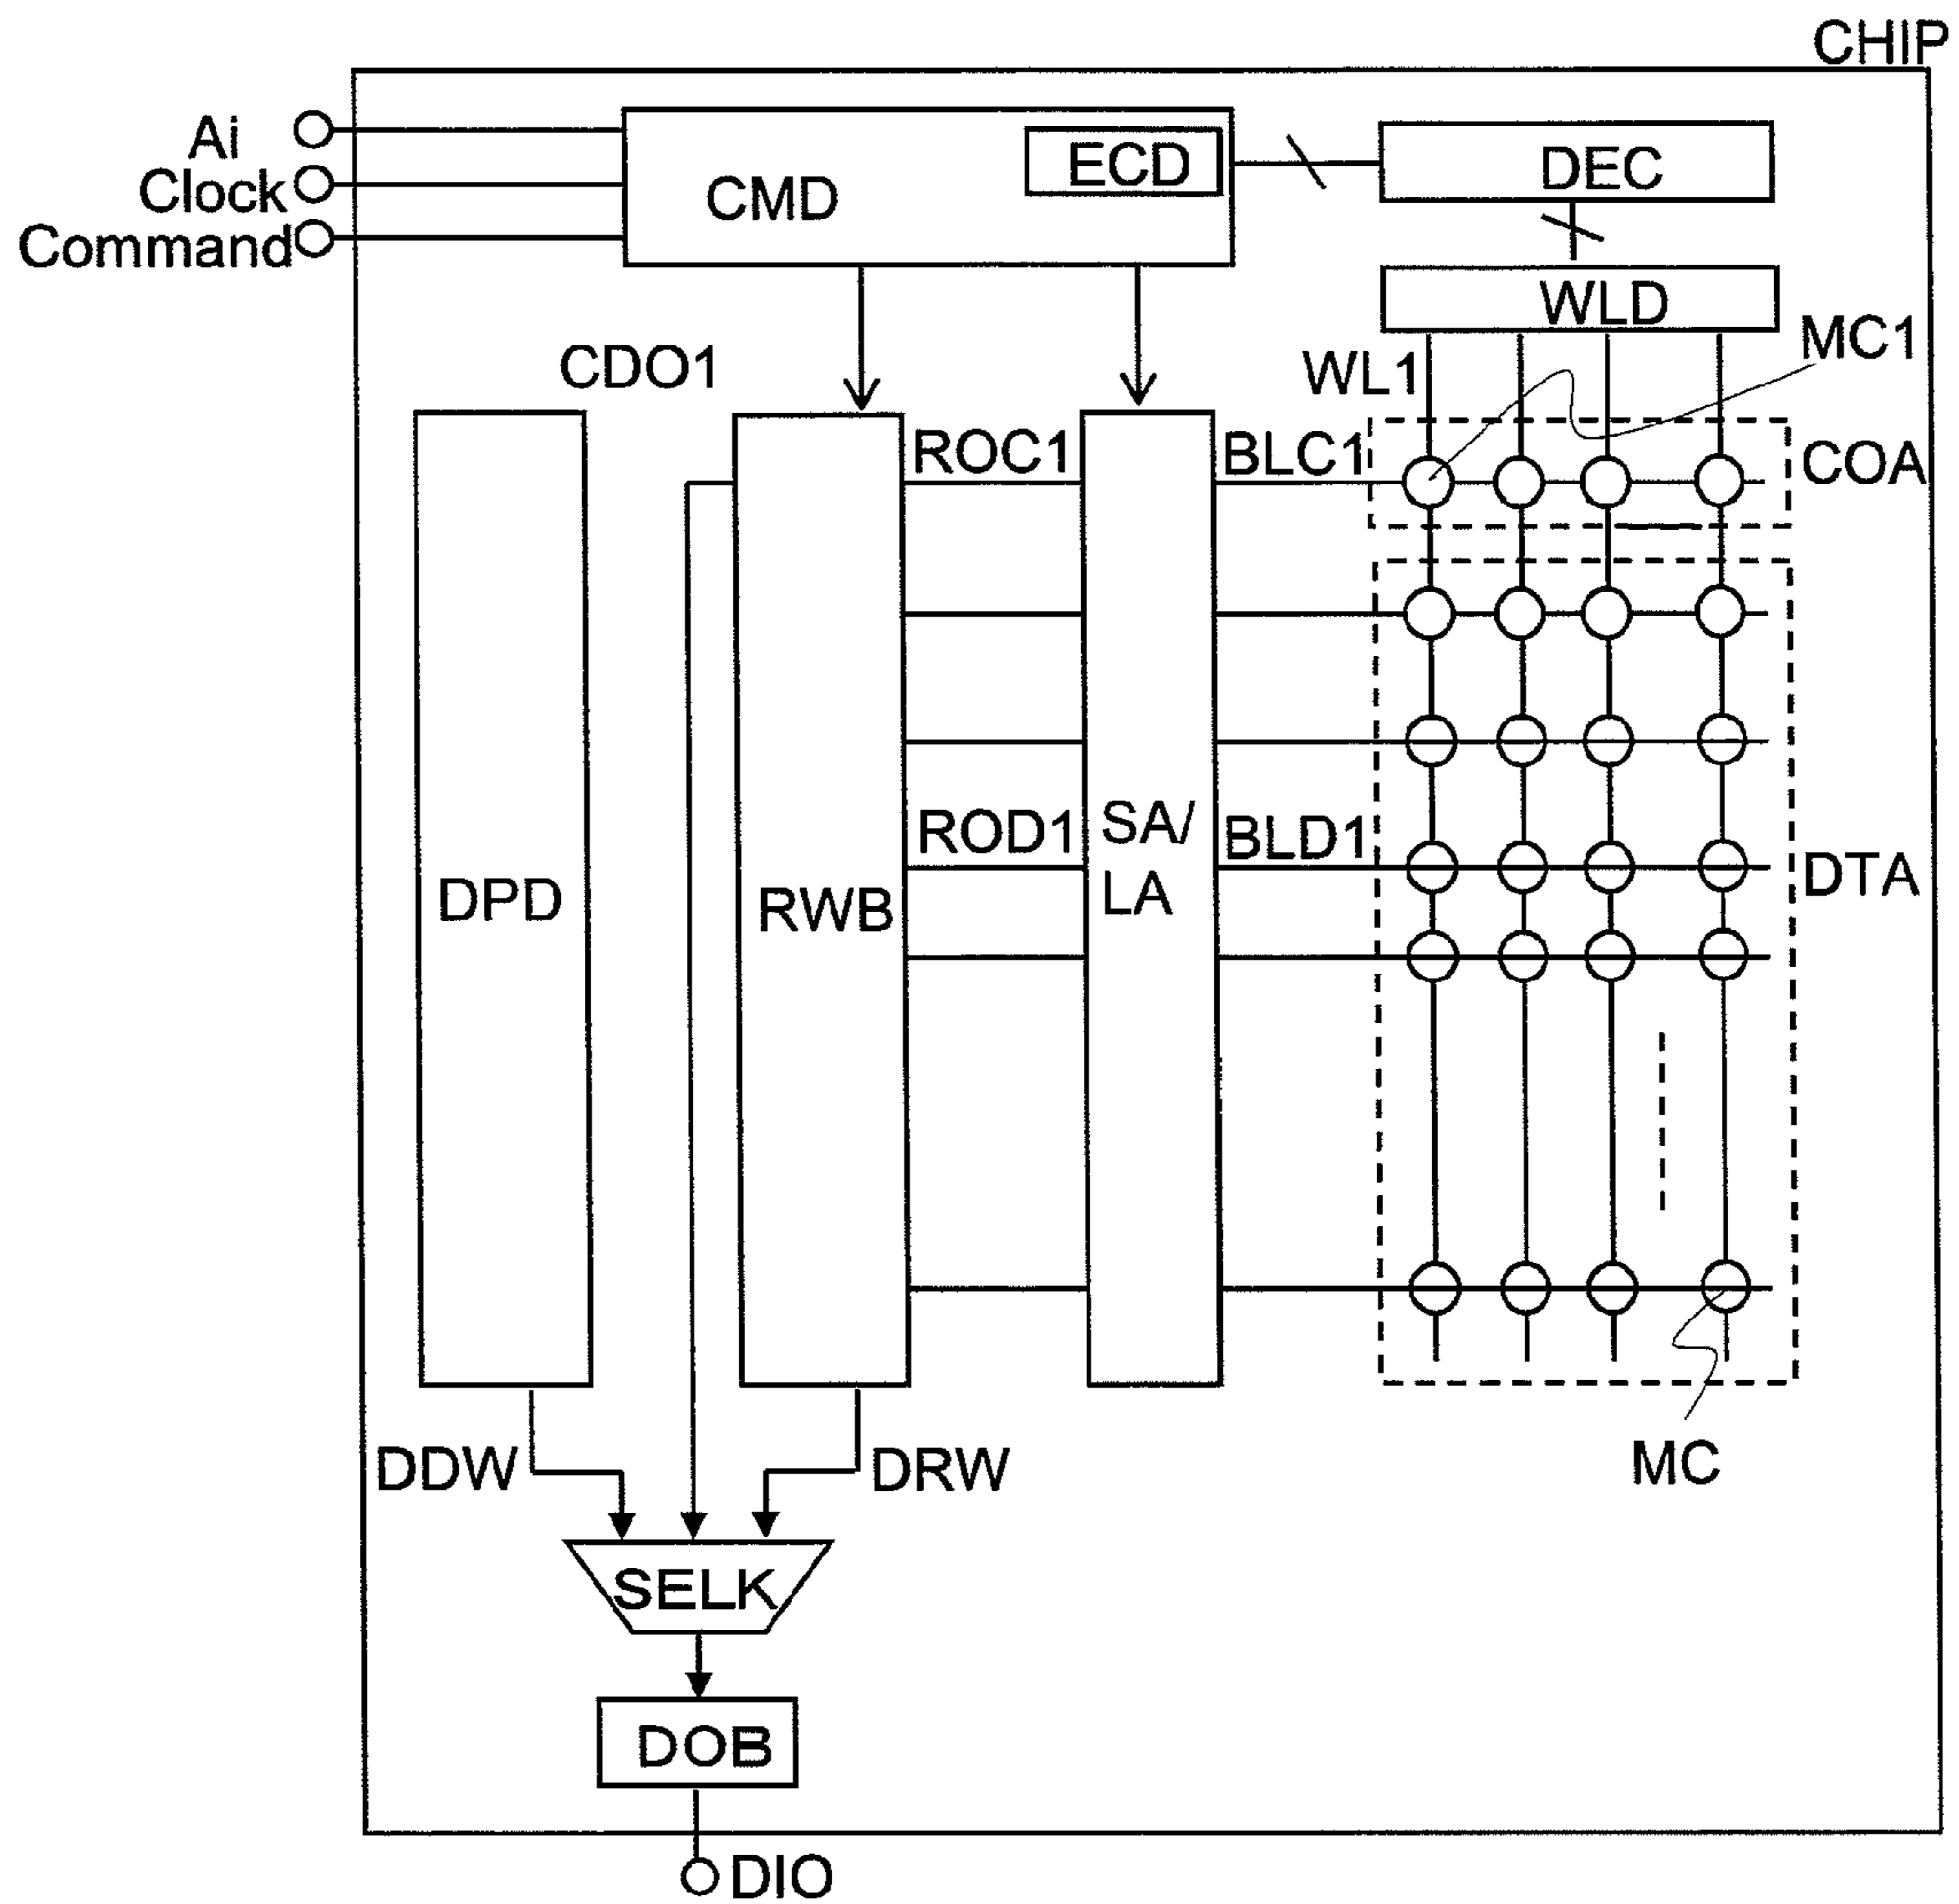 CHIP
Ai
Clock
Command
CMD
ECD
DEC
WLD
MC1
CDO1
WL1
ROC1
BLC1
COA
ROD1
SA/
LA
BLD1
DTA
DPD
RWB
DDW
DRW
MC
SELK
DOB
DIO